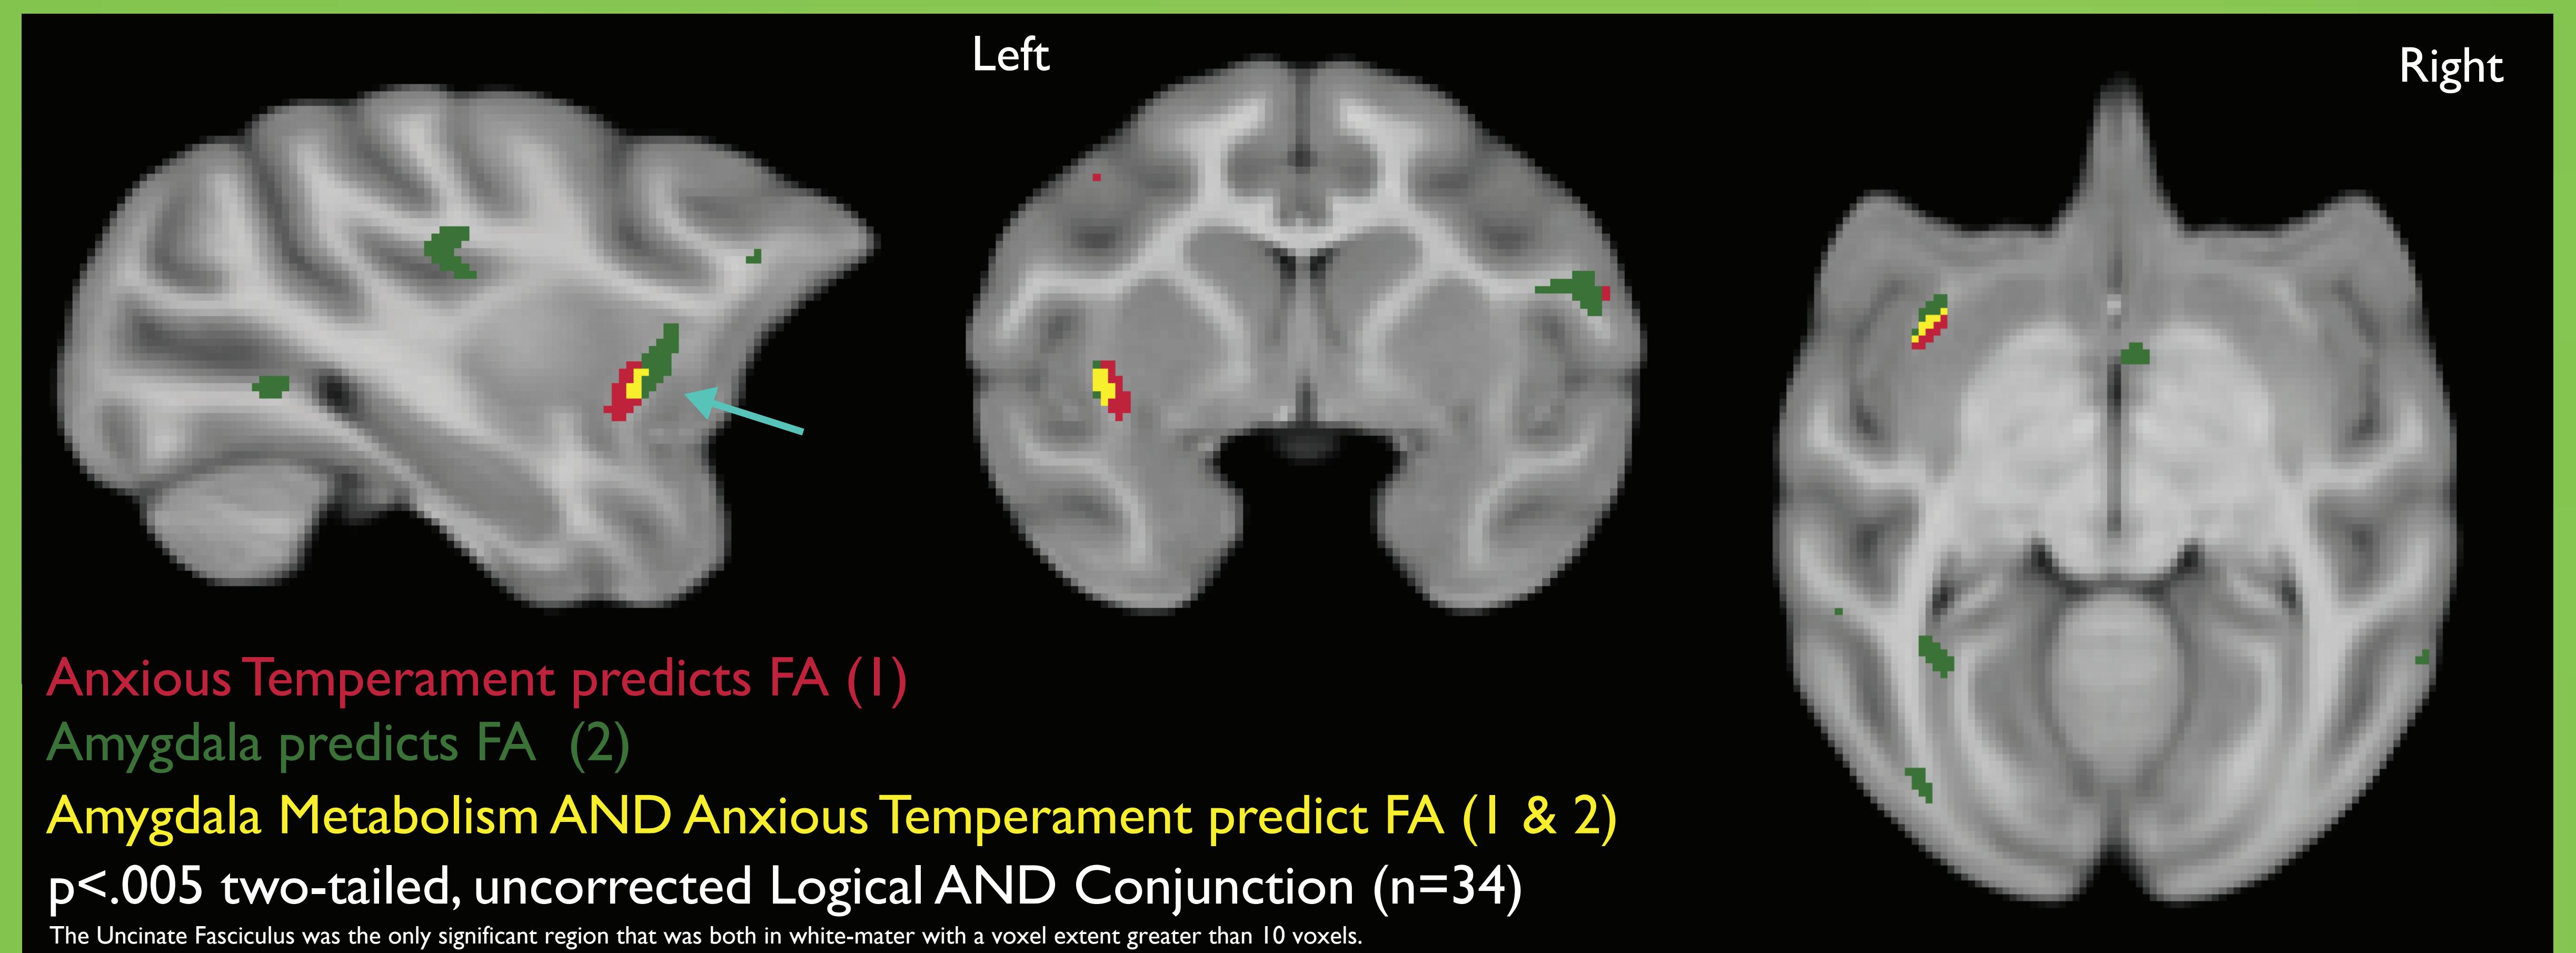 Left
Right
Anxious Temperament predicts FA (1)
Amygdala predicts FA (2)
Amygdala Metabolism AND Anxious Temperament predict FA (1 & 2)
p<.005 two-tailed, uncorrected Logical AND Conjunction (n=34)
The Uncinate Fasciculus was the only significant region that was both in white-mater with a voxel extent greater than 10 voxels.